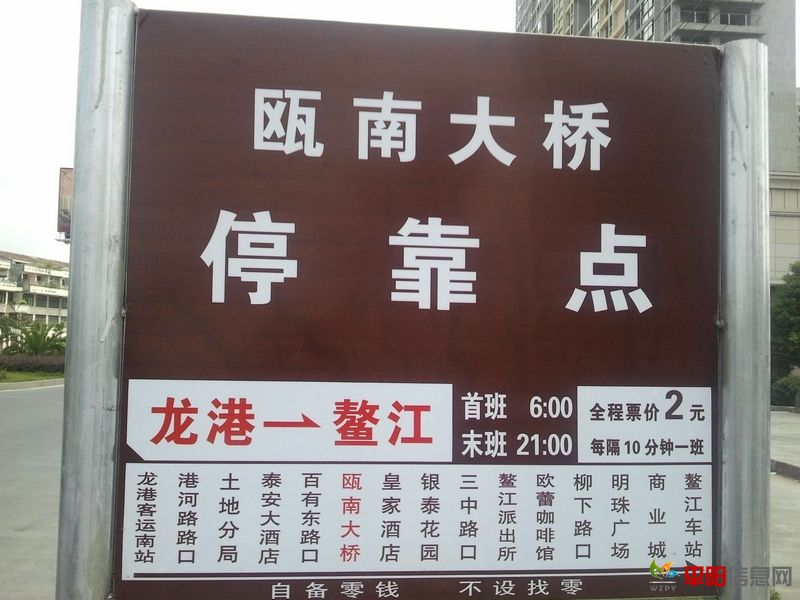 瓯南大桥
停靠点
龙港→鳌江
首班 6:00
末班 21:00
全程票价2元
每隔10分钟一班
龙港客运南站
港河路路口
土地分局
泰安大酒店
百有东路口
瓯南大桥
皇家酒店
银泰花园
三中路口
鳌江派出所
欧蕾咖啡馆
柳下路口
明珠广场
商业城
鳌江车站
自备零钱 不设找零
WZPY 中阳信息网